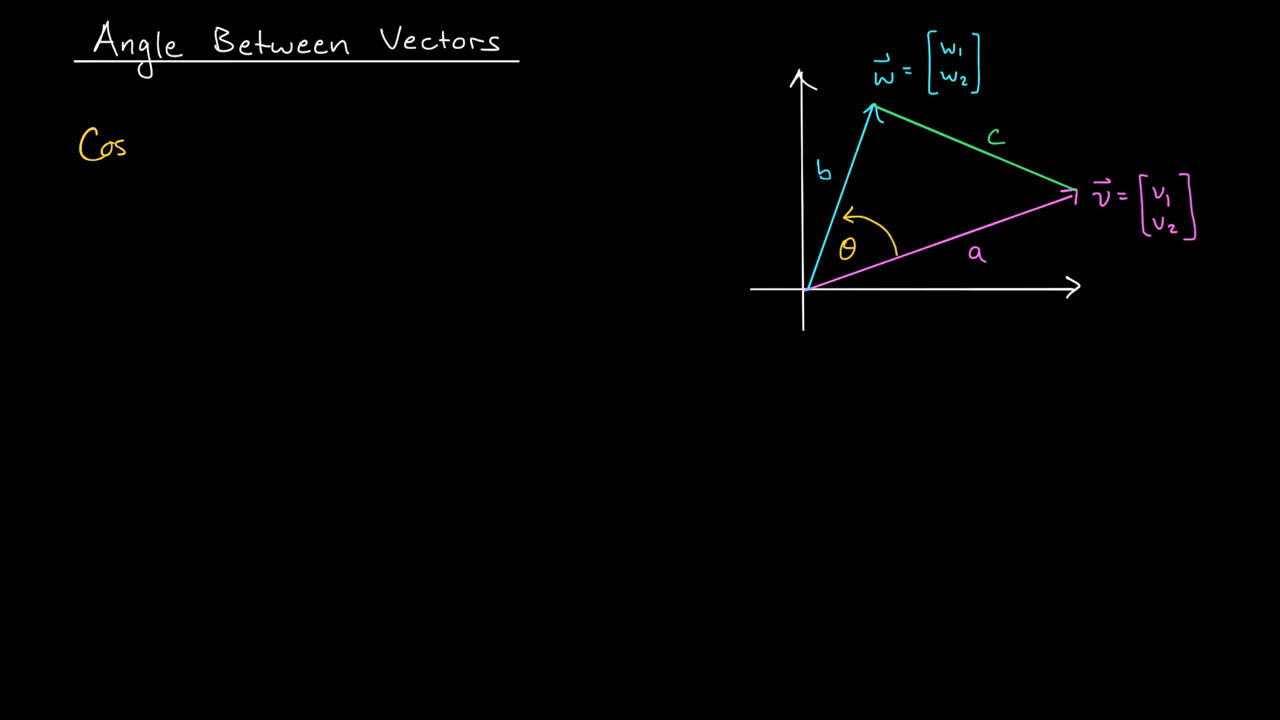 Angle Between Vectors
Cos
w⃗ = [w₁ w₂]
b
c
θ
a
v⃗ = [v₁ v₂]